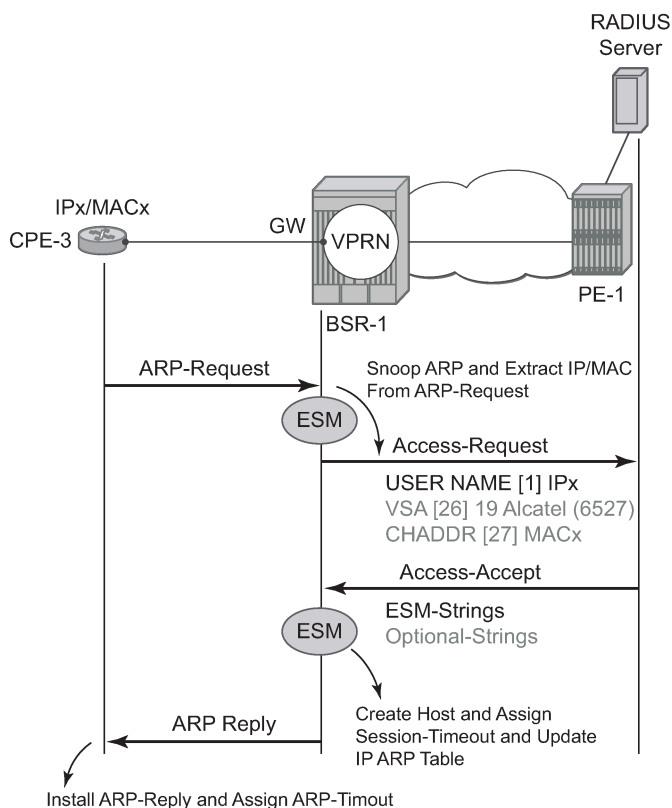 RADIUS
Server
IPx/MACx
CPE-3
GW
VPRN
PE-1
BSR-1
ARP-Request
Snoop ARP and Extract IP/MAC
From ARP-Request
ESM
Access-Request
USER NAME [1] IPx
VSA [26] 19 Alcatel (6527)
CHADDR [27] MACx
Access-Accept
ESM-Strings
Optional-Strings
ESM
Create Host and Assign
Session-Timeout and Update
IP ARP Table
ARP Reply
Install ARP-Reply and Assign ARP-Timout